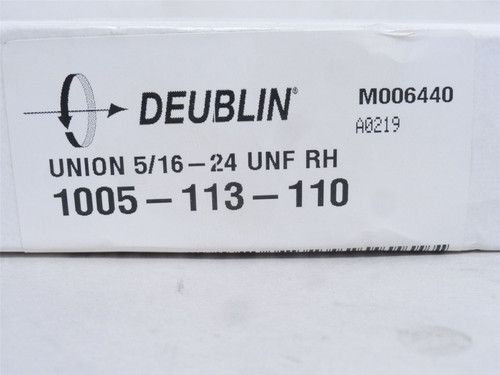 DEUBLIN®
M006440
A0219
UNION 5/16-24 UNF RH
1005-113-110